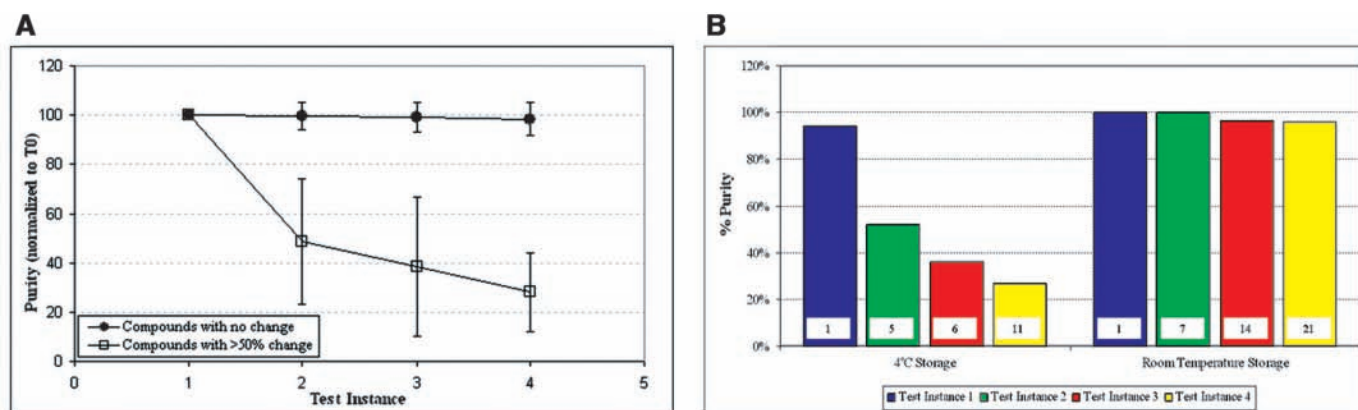 A
120
100
80
60
40
20
0
Purity (normalized to T0)
Compounds with no change
Compounds with >50% change
0 1 2 3 4 5
Test Instance
B
120%
100%
80%
60%
40%
20%
0%
% Purity
1 5 6 11 1 7 14 21
4°C Storage Room Temperature Storage
Test Instance 1 Test Instance 2 Test Instance 3 Test Instance 4